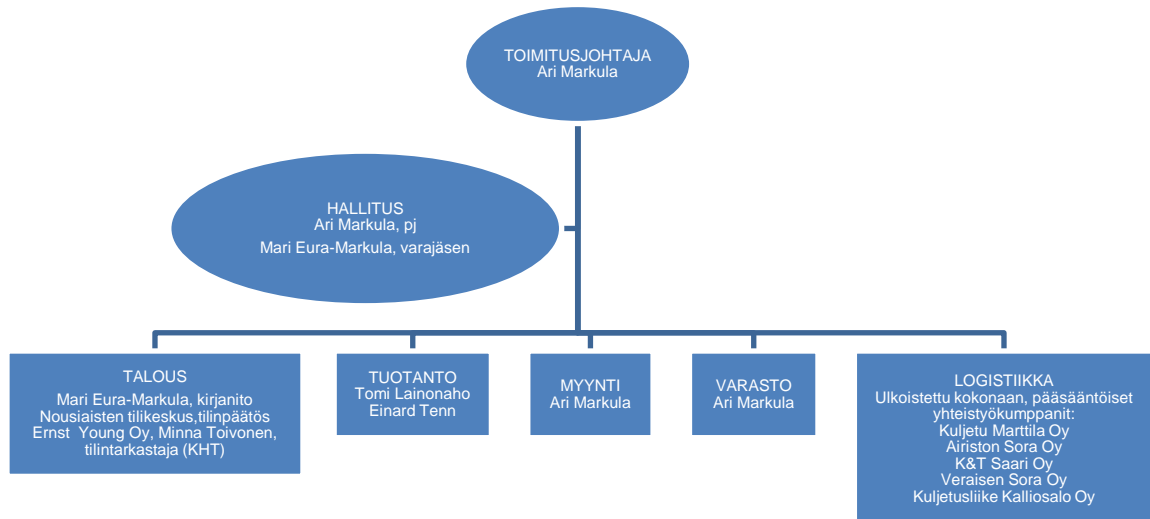 TOIMITUSJOHTAJA
Ari Markula
HALLITUS
Ari Markula, pj
Mari Eura-Markula, varajäsen
TALOUS
Mari Eura-Markula, kirjanito
Nousiaisten tilikeskus,tilinpäätös
Ernst Young Oy, Minna Toivonen,
tilintarkastaja (KHT)
TUOTANTO
Tomi Lainonaho
Einard Tenn
MYYNTI
Ari Markula
VARASTO
Ari Markula
LOGISTIIKKA
Ulkoistettu kokonaan, pääsääntöiset
yhteistyökumppanit:
Kuljetu Marttila Oy
Airiston Sora Oy
K&T Saari Oy
Veraisen Sora Oy
Kuljetusliike Kalliosalo Oy